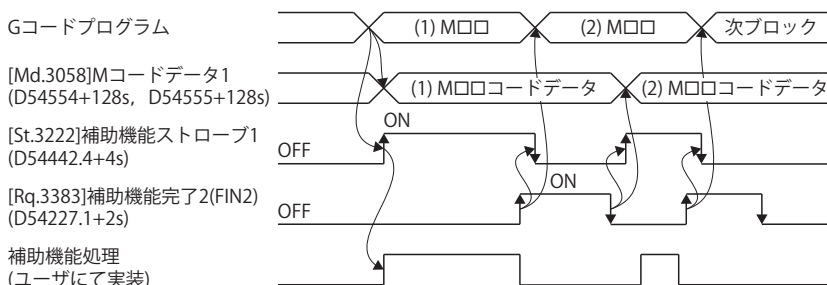 Gコードプログラム
(1) M□□
(2) M□□
次ブロック
[Md.3058]Mコードデータ1
(D54554+128s, D54555+128s)
(1) M□□コードデータ
(2) M□□コードデータ
[St.3222]補助機能ストローブ1
(D54442.4+4s)
OFF
ON
[Rq.3383]補助機能完了2(FIN2)
(D54227.1+2s)
OFF
ON
補助機能処理
(ユーザにて実装)